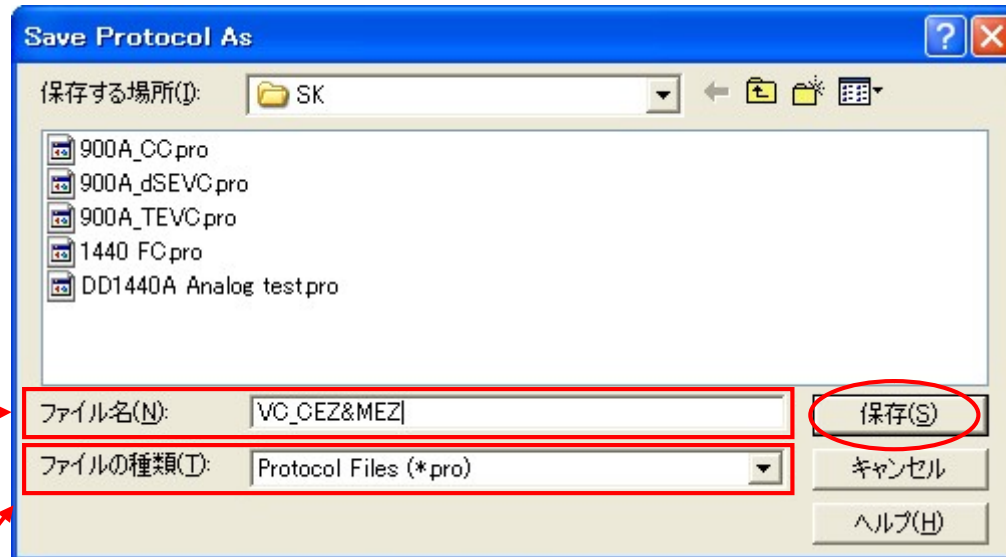 Save Protocol As
保存する場所(I): SK
900A_CC.pro
900A_dSEVC.pro
900A_TEVC.pro
1440 FC.pro
DD1440A Analog test.pro
ファイル名(N): VC_CEZ&MEZ 保存(S)
ファイルの種類(T): Protocol Files (*.pro) キャンセル
ヘルプ(H)